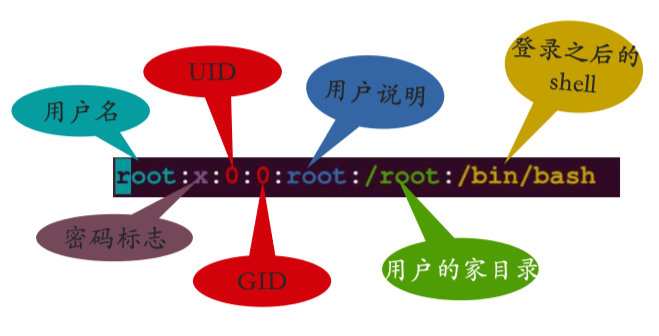 登录之后的
shell
UID
用户说明
用户名
root:x:0:0:root:/root:/bin/bash
密码标志
用户的家目录
GID